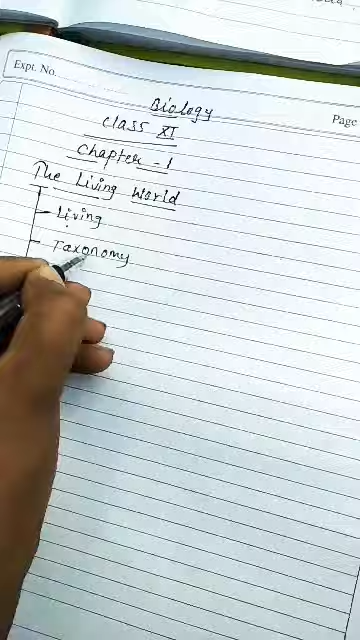 Expt. No.
Page
Biology
Class XI
Chapter - 1
The Living World
Living
Taxonomy